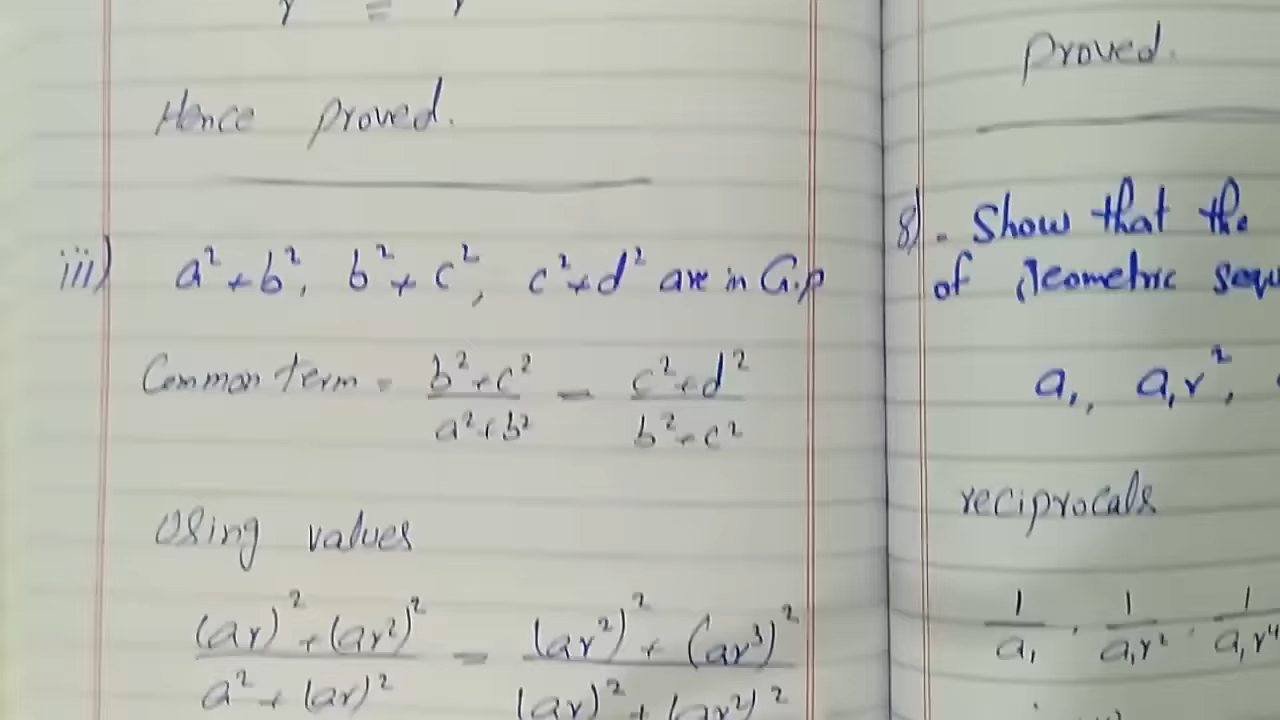 r = r
Hence proved.
iii) a²+b², b²+c², c²+d² are in G.p
Common term = b²+c² / a²+b² = c²+d² / b²+c²
Using values
(ar)²+(ar²)² / a²+(ar)² = (ar²)²+(ar³)² / (ar)²+(ar²)²
proved.
8). Show that the
of Geometric sequ
a₁, a₁r²,
reciprocals
1/a₁, 1/a₁r², 1/a₁r⁴